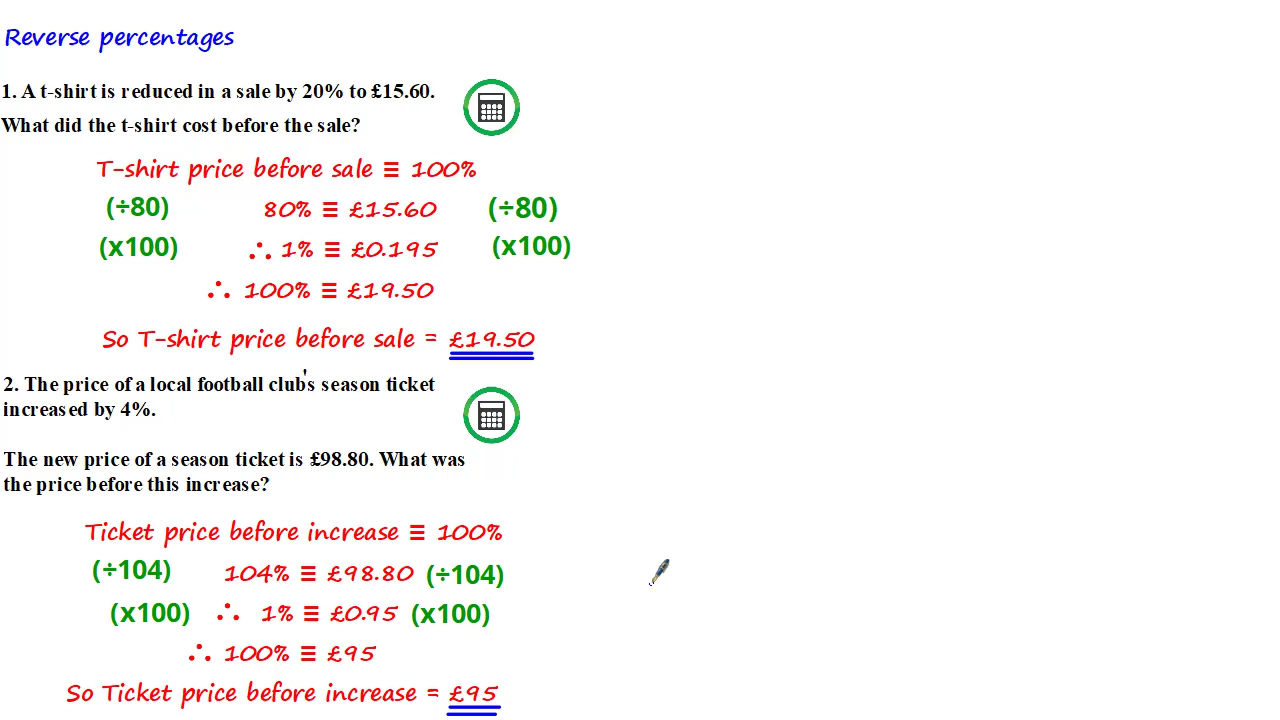 Reverse percentages
1. A t-shirt is reduced in a sale by 20% to £15.60.
What did the t-shirt cost before the sale?
T-shirt price before sale ≡ 100%
(÷80) 80% ≡ £15.60 (÷80)
(x100) ∴ 1% ≡ £0.195 (x100)
∴ 100% ≡ £19.50
So T-shirt price before sale = £19.50
2. The price of a local football club's season ticket
increased by 4%.
The new price of a season ticket is £98.80. What was
the price before this increase?
Ticket price before increase ≡ 100%
(÷104) 104% ≡ £98.80 (÷104)
(x100) ∴ 1% ≡ £0.95 (x100)
∴ 100% ≡ £95
So Ticket price before increase = £95